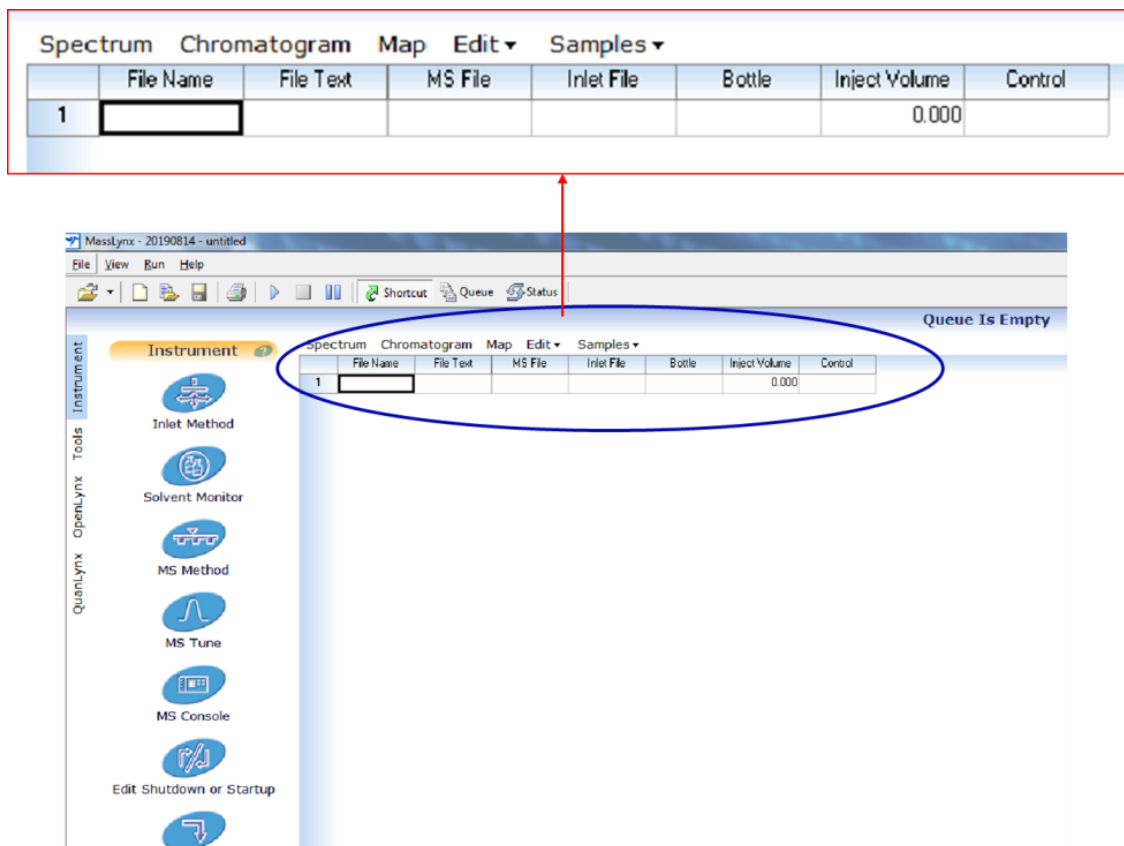 Spectrum Chromatogram Map Edit Samples
File Name File Text MS File Inlet File Bottle Inject Volume Control
1 0.000
MassLynx - 20190814 - untitled
File View Run Help
Shortcut Queue Status
Queue Is Empty
Instrument
Tools
OpenLynx
QuanLynx
Instrument ?
Inlet Method
Solvent Monitor
MS Method
MS Tune
MS Console
Edit Shutdown or Startup
Spectrum Chromatogram Map Edit Samples
File Name File Text MS File Inlet File Bottle Inject Volume Control
1 0.000